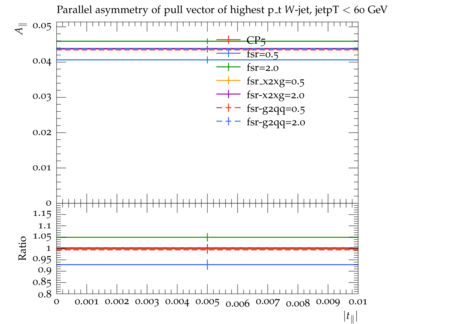 Parallel asymmetry of pull vector of highest p_t W-jet, jetpT < 60 GeV
A∥
0.05
0.04
0.03
0.02
0.01
0
CP5
fsr=0.5
fsr=2.0
fsr_x2xg=0.5
fsr-x2xg=2.0
fsr-g2qq=0.5
fsr-g2qq=2.0
Ratio
1.15
1.1
1.05
1
0.95
0.9
0.85
0.8
0 0.001 0.002 0.003 0.004 0.005 0.006 0.007 0.008 0.009 0.01
|t∥|